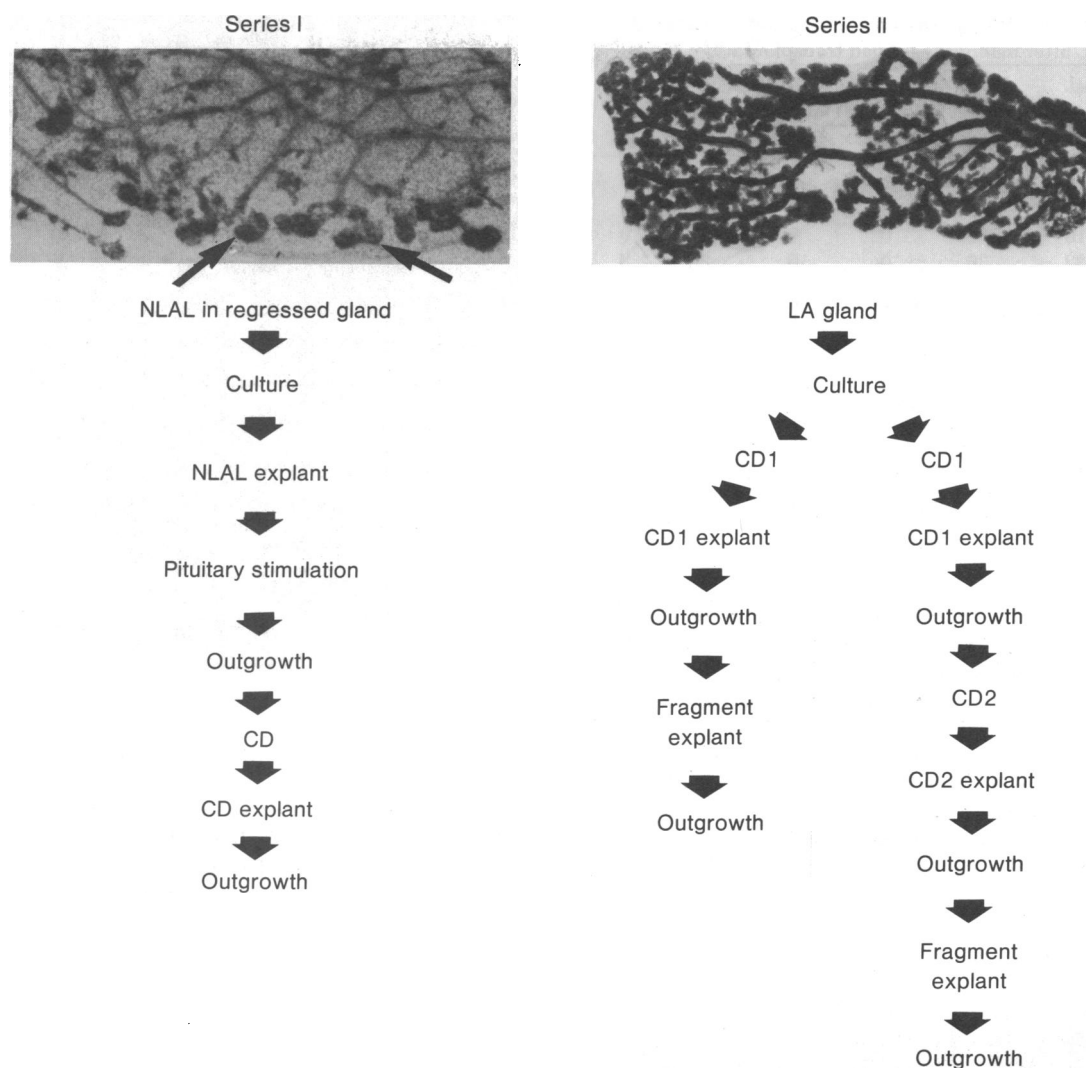 Series I
NLAL in regressed gland
Culture
NLAL explant
Pituitary stimulation
Outgrowth
CD
CD explant
Outgrowth
Series II
LA gland
Culture
CD1
CD1 explant
Outgrowth
Fragment
explant
Outgrowth
CD1
CD1 explant
Outgrowth
CD2
CD2 explant
Outgrowth
Fragment
explant
Outgrowth